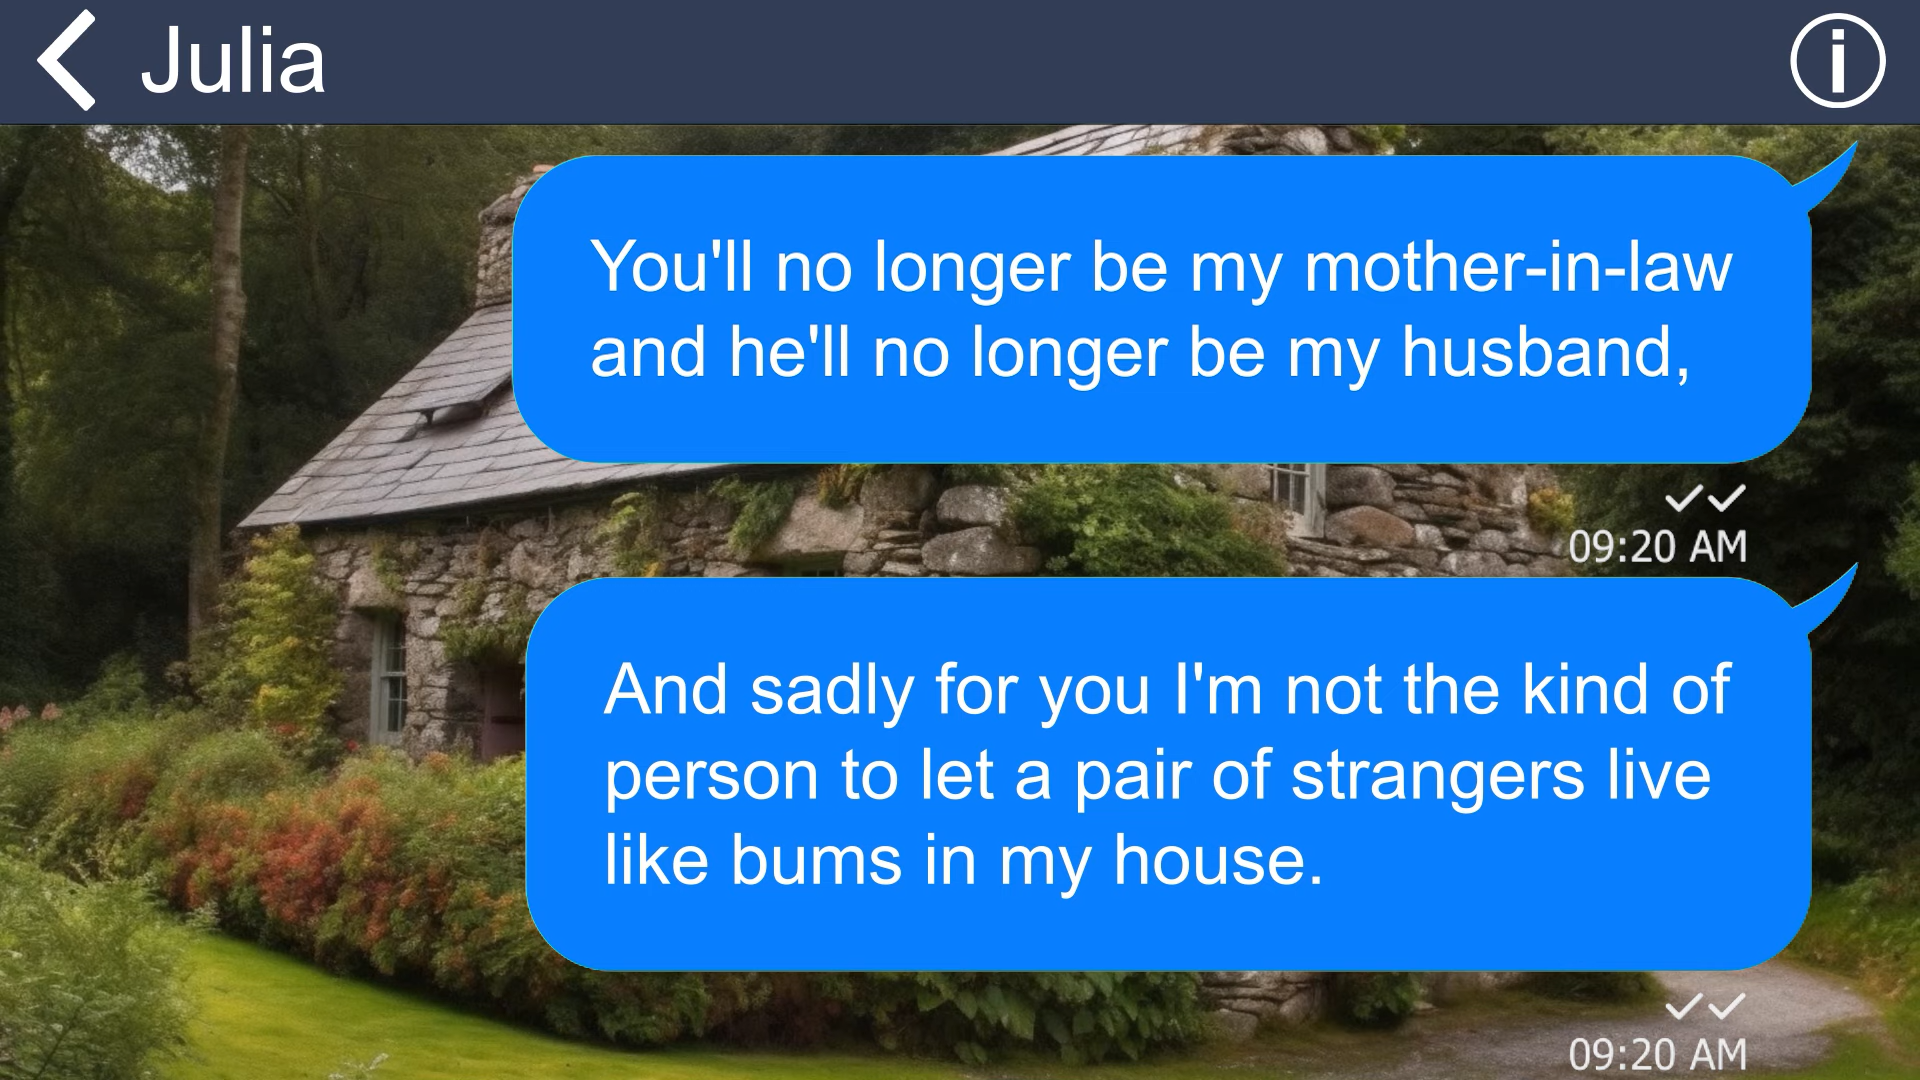 Julia
You'll no longer be my mother-in-law
and he'll no longer be my husband,
09:20 AM
And sadly for you I'm not the kind of
person to let a pair of strangers live
like bums in my house.
09:20 AM